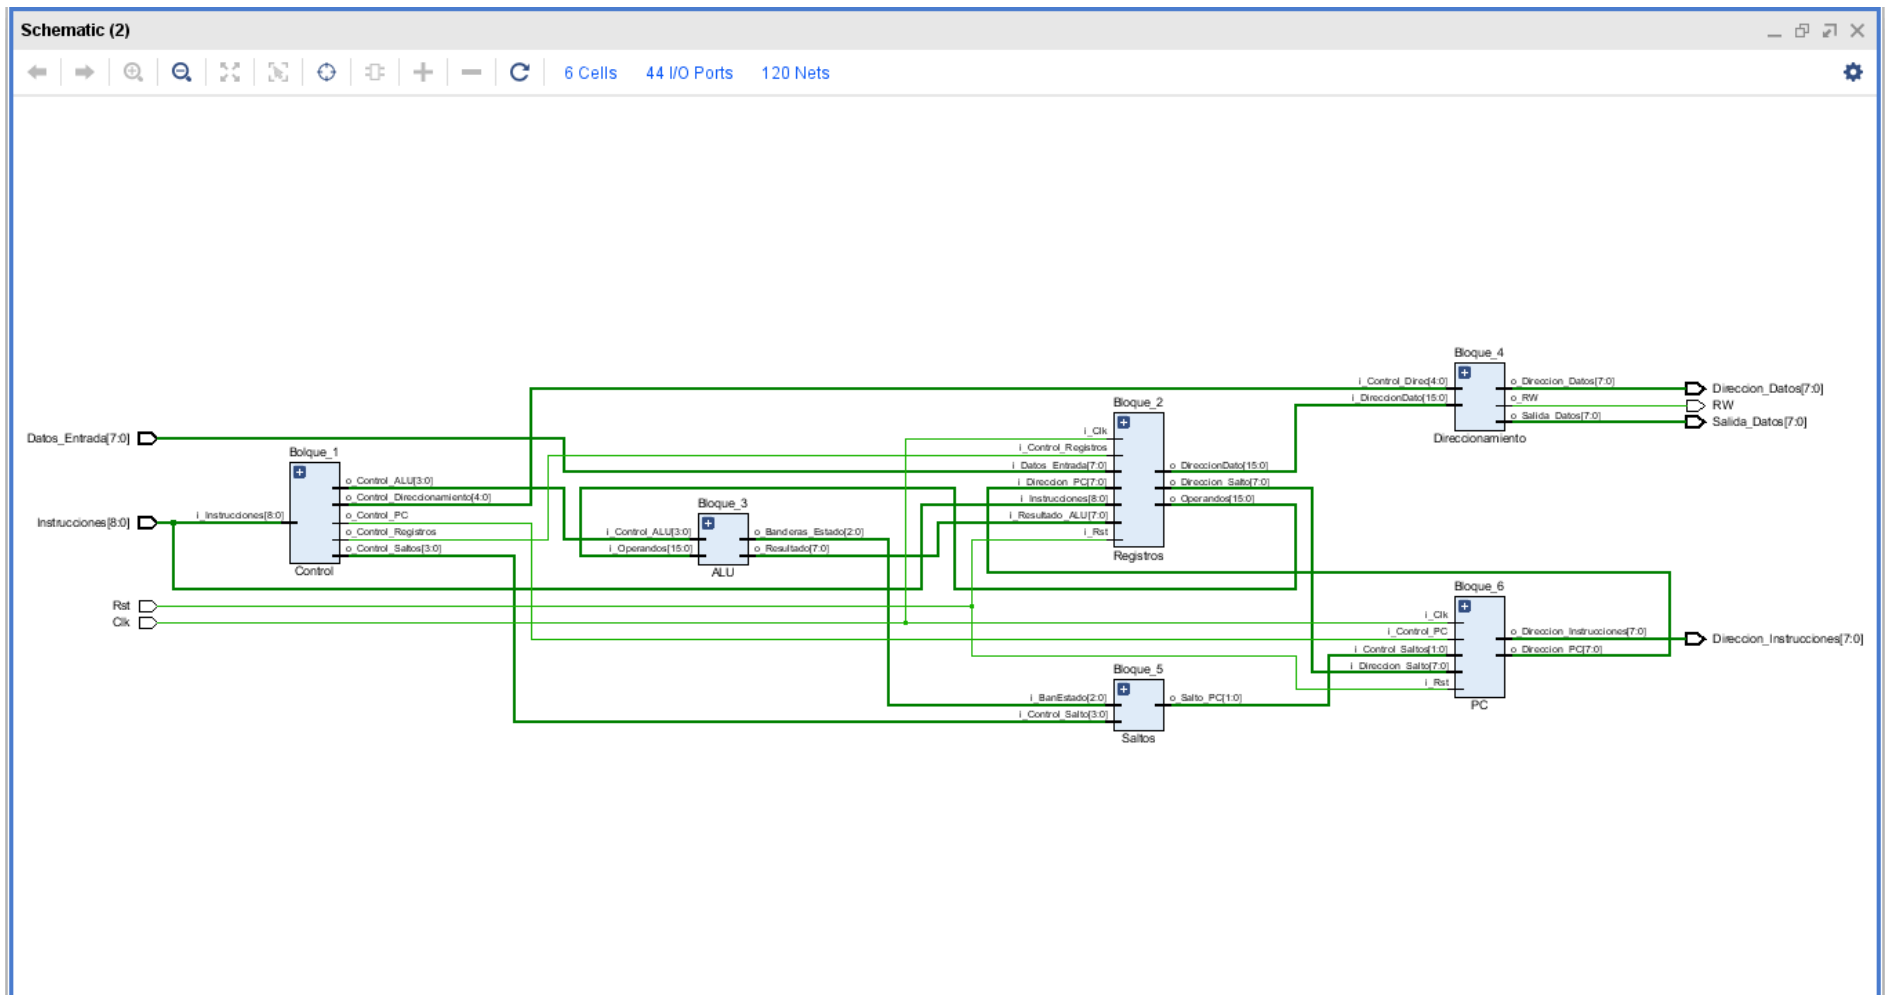 Schematic (2)
6 Cells 44 I/O Ports 120 Nets
Datos_Entrada[7:0]
Instrucciones[8:0]
Rst
Clk
Bolque_1
i_Instrucciones[8:0]
o_Control_ALU[3:0]
o_Control_Direccionamiento[4:0]
o_Control_PC
o_Control_Registros
o_Control_Saltos[3:0]
Control
Bloque_3
i_Control_ALU[3:0]
i_Operandos[15:0]
o_Banderas_Estado[2:0]
o_Resultado[7:0]
ALU
Bloque_2
i_Clk
i_Control_Registros
i_Datos_Entrada[7:0]
i_Direccion_PC[7:0]
i_Instrucciones[8:0]
i_Resultado_ALU[7:0]
i_Rst
o_DireccionDato[15:0]
o_Direccion_Salto[7:0]
o_Operandos[15:0]
Registros
Bloque_5
i_BanEstado[2:0]
i_Control_Salto[3:0]
o_Salto_PC[1:0]
Saltos
Bloque_4
i_Control_Direc[4:0]
i_DireccionDato[15:0]
o_Direccion_Datos[7:0]
o_RW
o_Salida_Datos[7:0]
Direccionamiento
Bloque_6
i_Clk
i_Control_PC
i_Control_Saltos[1:0]
i_Direccion_Salto[7:0]
i_Rst
o_Direccion_Instrucciones[7:0]
o_Direccion_PC[7:0]
PC
Direccion_Datos[7:0]
RW
Salida_Datos[7:0]
Direccion_Instrucciones[7:0]